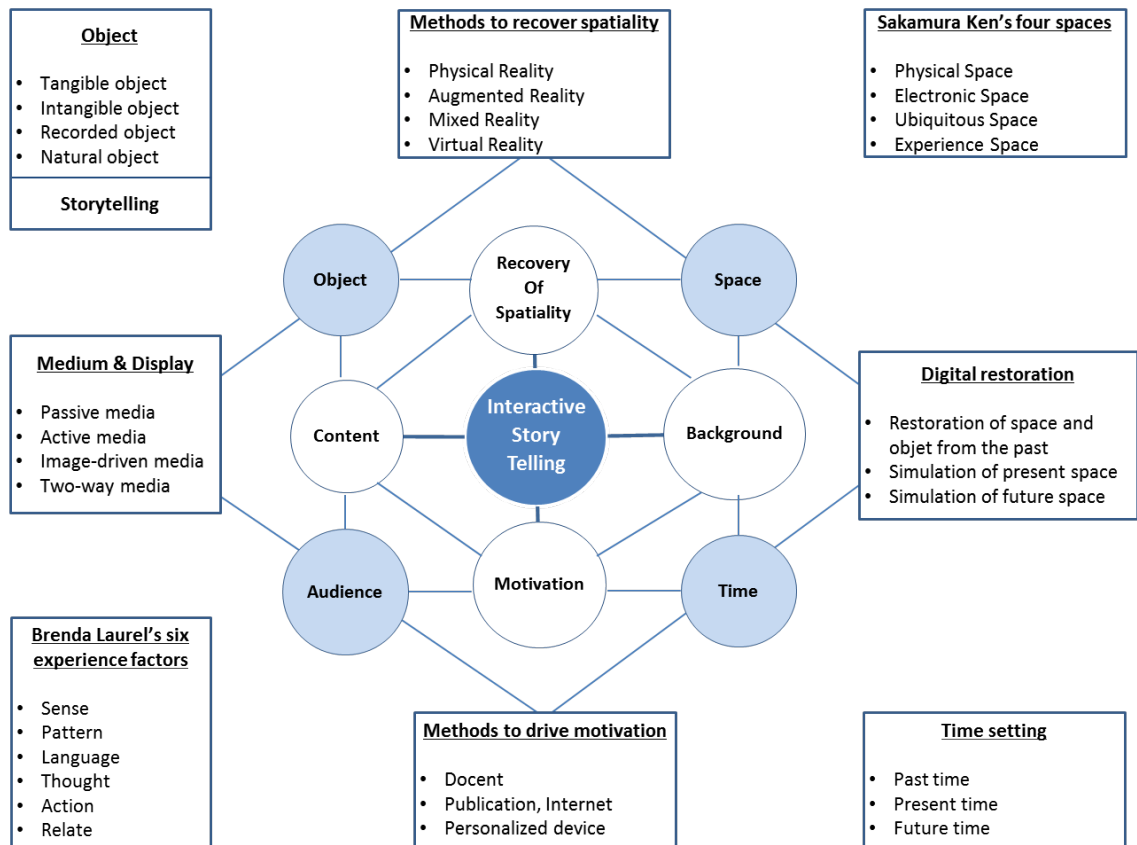 Object
• Tangible object
• Intangible object
• Recorded object
• Natural object
Storytelling
Methods to recover spatiality
• Physical Reality
• Augmented Reality
• Mixed Reality
• Virtual Reality
Sakamura Ken's four spaces
• Physical Space
• Electronic Space
• Ubiquitous Space
• Experience Space
Object
Recovery
Of
Spatiality
Space
Medium & Display
• Passive media
• Active media
• Image-driven media
• Two-way media
Content
Interactive
Story
Telling
Background
Digital restoration
• Restoration of space and
objet from the past
• Simulation of present space
• Simulation of future space
Audience
Motivation
Time
Brenda Laurel's six
experience factors
• Sense
• Pattern
• Language
• Thought
• Action
• Relate
Methods to drive motivation
• Docent
• Publication, Internet
• Personalized device
Time setting
• Past time
• Present time
• Future time